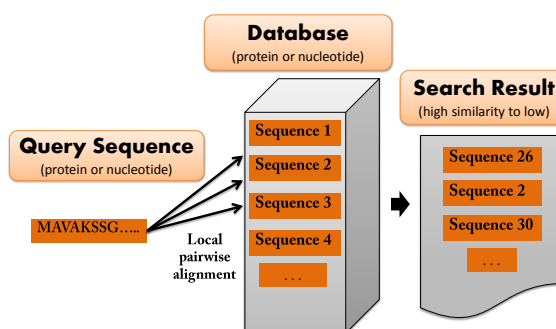 Database
(protein or nucleotide)
Search Result
(high similarity to low)
Query Sequence
(protein or nucleotide)
MAVAKSSG.....
Local
pairwise
alignment
Sequence 1
Sequence 2
Sequence 3
Sequence 4
. . .
Sequence 26
Sequence 2
Sequence 30
. . .